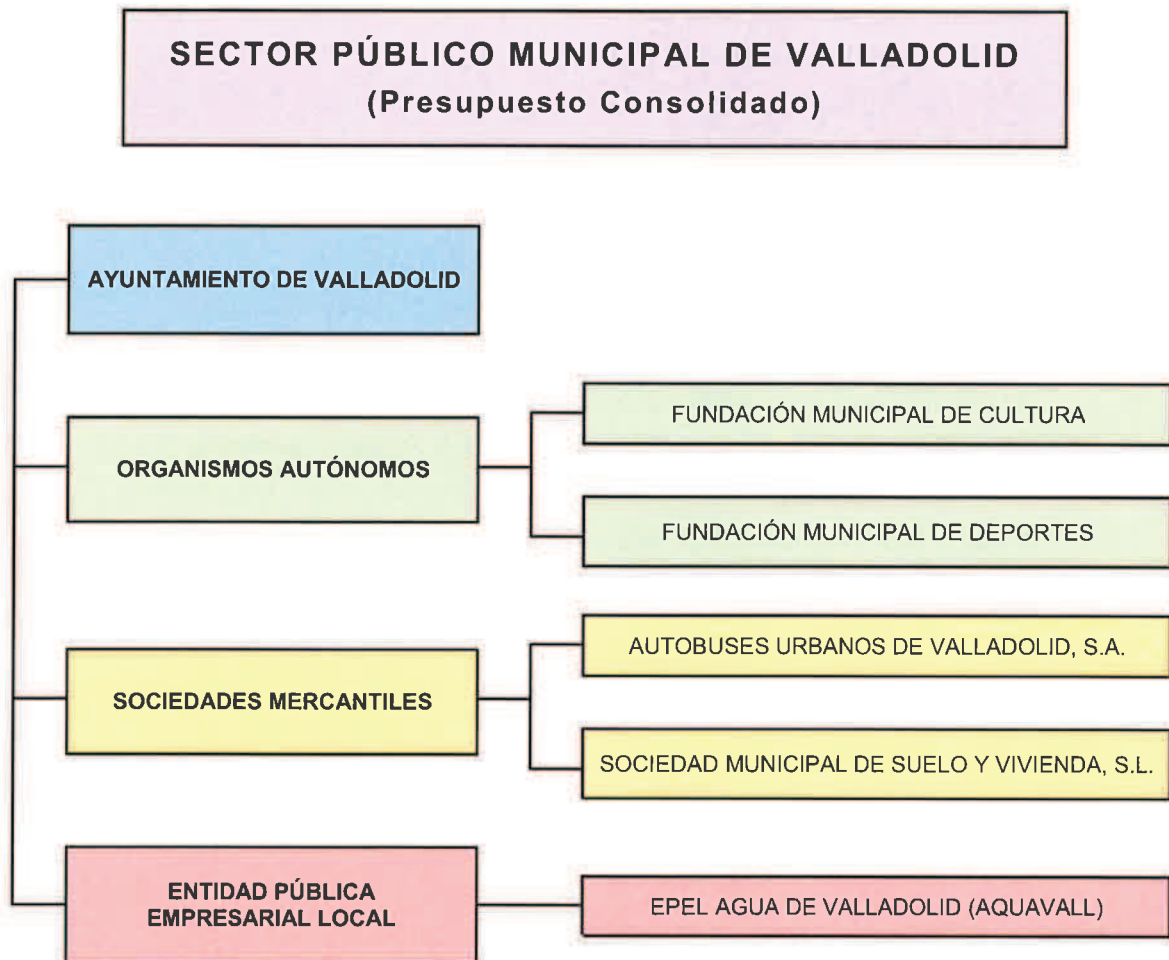 SECTOR PÚBLICO MUNICIPAL DE VALLADOLID
(Presupuesto Consolidado)
AYUNTAMIENTO DE VALLADOLID
ORGANISMOS AUTÓNOMOS
FUNDACIÓN MUNICIPAL DE CULTURA
FUNDACIÓN MUNICIPAL DE DEPORTES
SOCIEDADES MERCANTILES
AUTOBUSES URBANOS DE VALLADOLID, S.A.
SOCIEDAD MUNICIPAL DE SUELO Y VIVIENDA, S.L.
ENTIDAD PÚBLICA
EMPRESARIAL LOCAL
EPEL AGUA DE VALLADOLID (AQUAVALL)